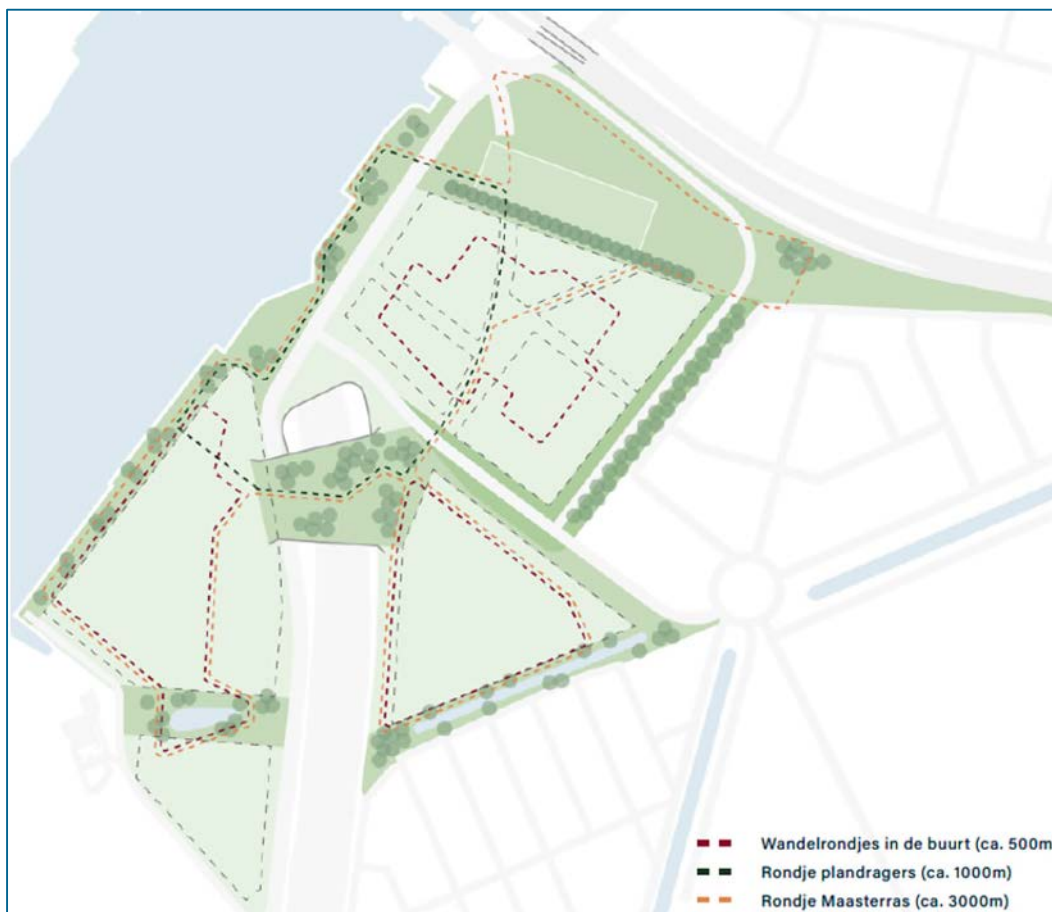 Wandelrondjes in de buurt (ca. 500m
Rondje plandragers (ca. 1000m)
Rondje Maasterras (ca. 3000m)